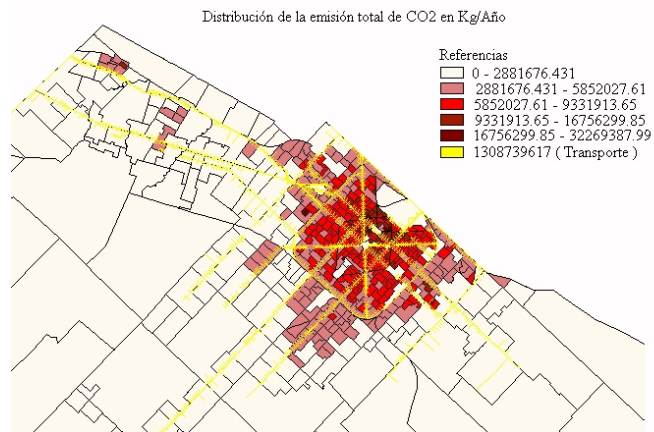 Distribución de la emisión total de CO2 en Kg/Año
Referencias
0 - 2881676.431
2881676.431 - 5852027.61
5852027.61 - 9331913.65
9331913.65 - 16756299.85
16756299.85 - 32269387.99
1308739617 ( Transporte )